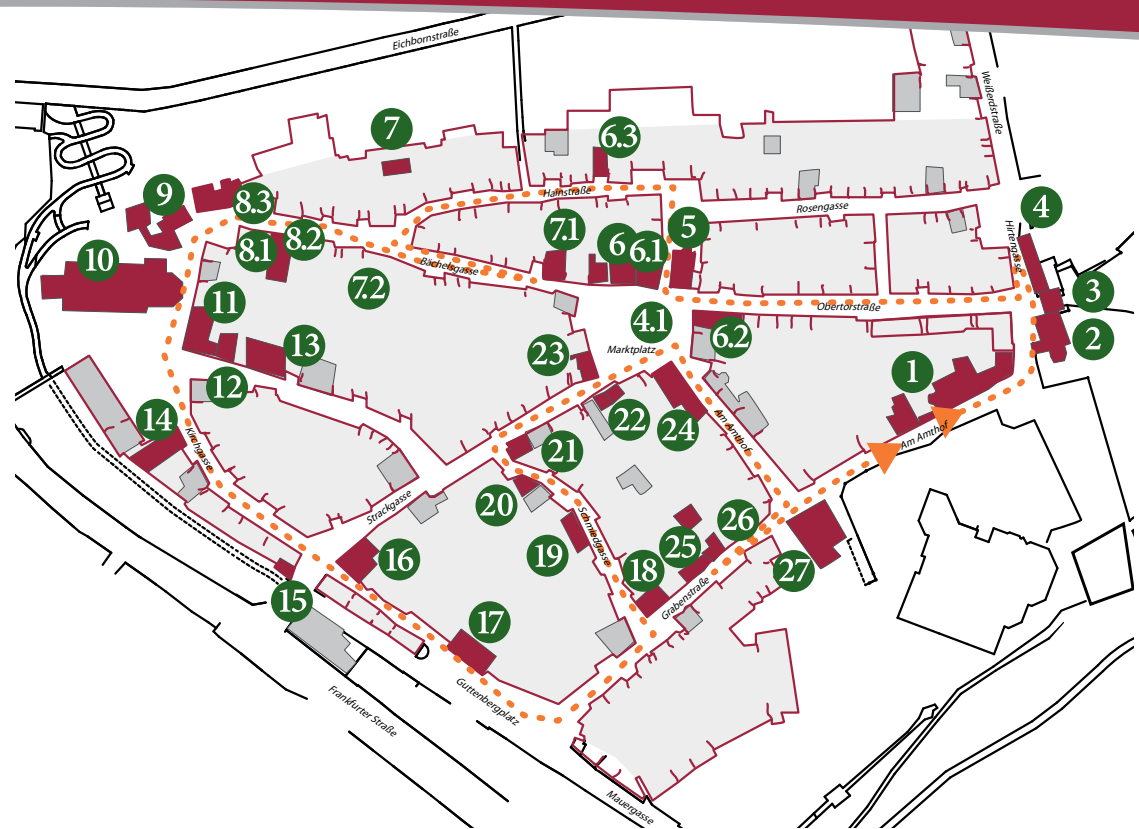 Eichbornstraße
Weißerdstraße
7
6.3
9
8.3
Hainstraße
Rosengasse
4
8.1
8.2
7.1
6
6.1
5
Hirtengasse
10
Bächelsgasse
7.2
3
11
4.1
Obertorstraße
6.2
2
13
23
Marktplatz
1
12
22
24
Am Amthof
14
Kirchgasse
21
Am Amthof
20
Strackgasse
Schmiedgasse
26
16
19
25
18
27
15
17
Grabenstraße
Guttenbergplatz
Frankfurter Straße
Mauergasse